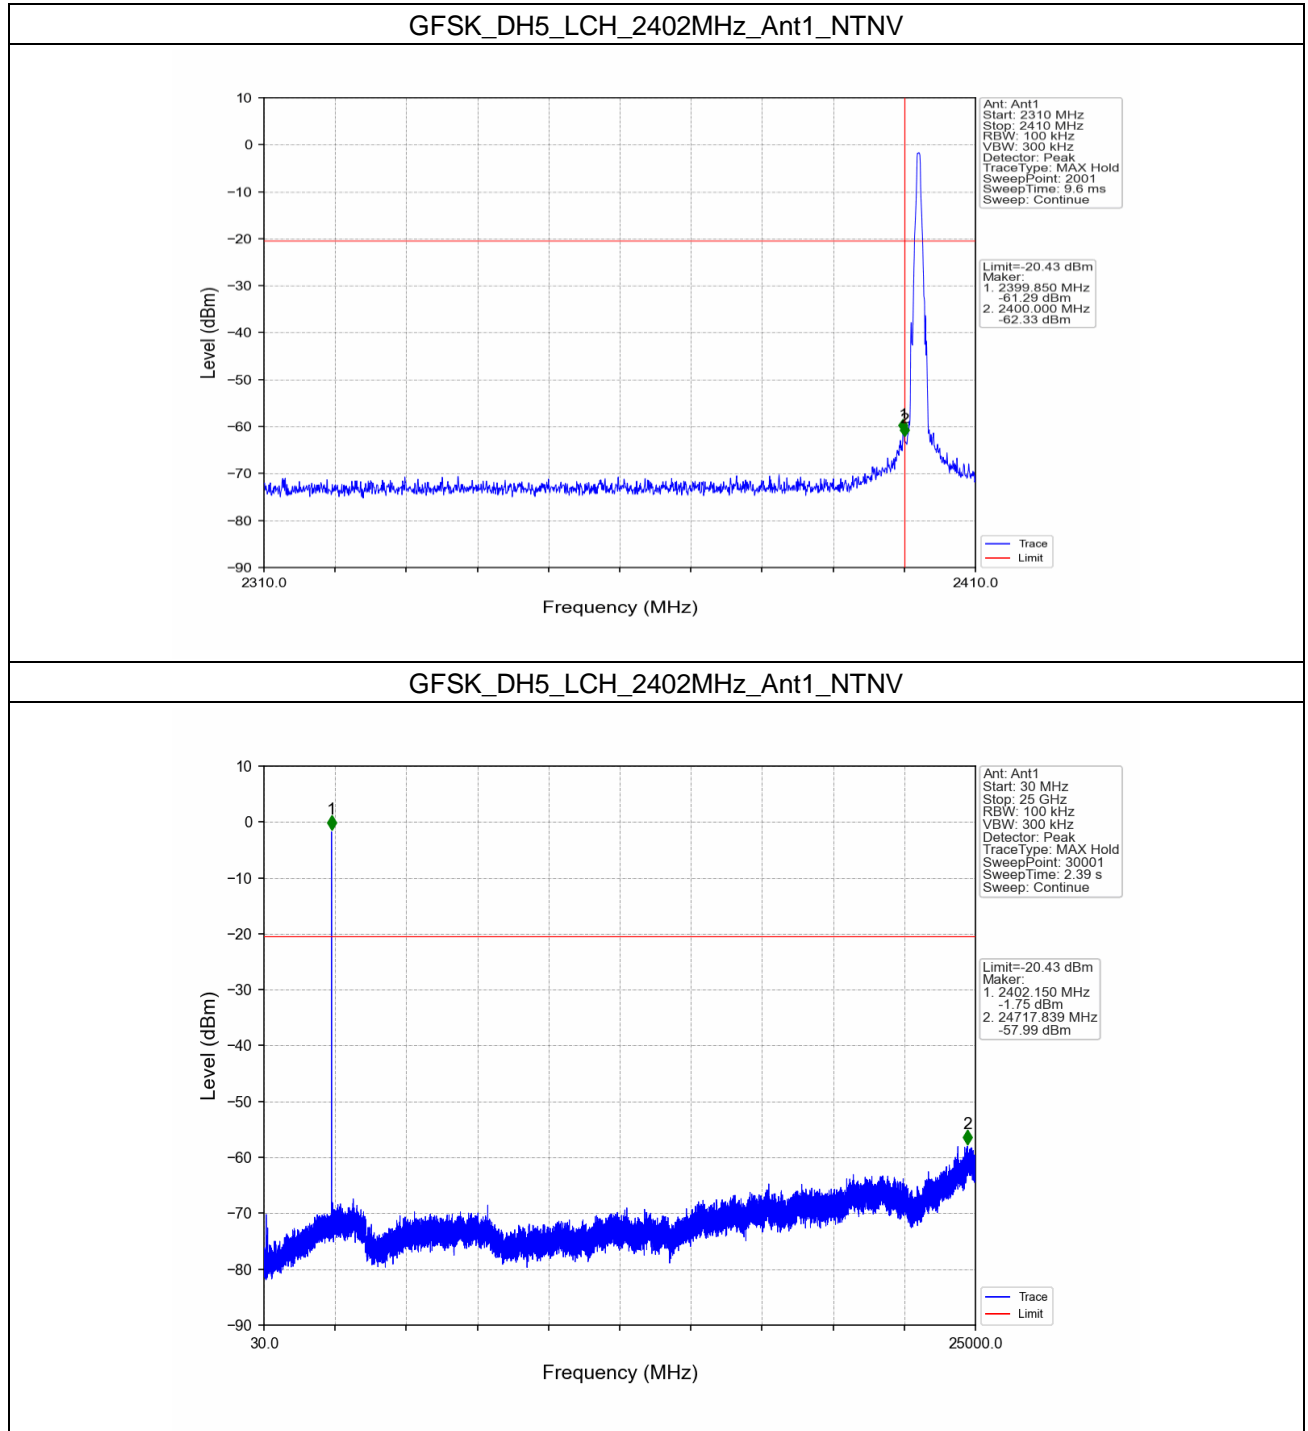 GFSK_DH5_LCH_2402MHz_Ant1_NTNV
10
0
−10
−20
−30
−40
−50
−60
−70
−80
−90
Level (dBm)
2310.0
2410.0
Frequency (MHz)
1
2
Ant: Ant1
Start: 2310 MHz
Stop: 2410 MHz
RBW: 100 kHz
VBW: 300 kHz
Detector: Peak
TraceType: MAX Hold
SweepPoint: 2001
SweepTime: 9.6 ms
Sweep: Continue
Limit=-20.43 dBm
Maker:
1. 2399.850 MHz
-61.29 dBm
2. 2400.000 MHz
-62.33 dBm
Trace
Limit
GFSK_DH5_LCH_2402MHz_Ant1_NTNV
10
0
−10
−20
−30
−40
−50
−60
−70
−80
−90
Level (dBm)
30.0
25000.0
Frequency (MHz)
1
2
Ant: Ant1
Start: 30 MHz
Stop: 25 GHz
RBW: 100 kHz
VBW: 300 kHz
Detector: Peak
TraceType: MAX Hold
SweepPoint: 30001
SweepTime: 2.39 s
Sweep: Continue
Limit=-20.43 dBm
Maker:
1. 2402.150 MHz
-1.75 dBm
2. 24717.839 MHz
-57.99 dBm
Trace
Limit